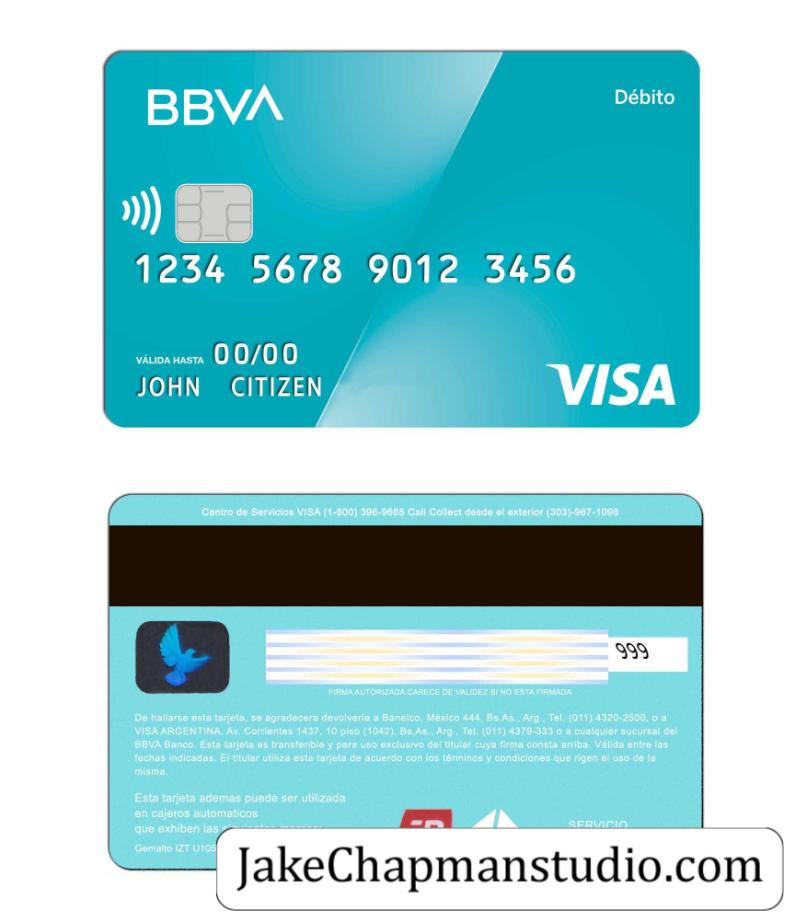 BBVA
Débito
1234 5678 9012 3456
VÁLIDA HASTA 00/00
JOHN CITIZEN
VISA
Centro de Servicios VISA (1-800) 396-9665 Call Collect desde el exterior (303)-967-1098
999
FIRMA AUTORIZADA CARECE DE VALIDEZ SI NO ESTA FIRMADA
De hallarse esta tarjeta, se agradecera devolveria a Banelco, México 444, Bs.As., Arg., Tel. (011) 4320-2500, o a
VISA ARGENTINA, Av. Corrientes 1437, 10 piso (1042), Bs.As., Arg., Tel. (011) 4379-333 o a cualquier sucursal del
BBVA Banco. Esta tarjeta es transferible y para uso exclusivo del titular cuya firma consta arriba. Válida entre las
fechas indicadas. El titular utiliza esta tarjeta de acuerdo con los términos y condiciones que rigen el uso de la
misma.
Esta tarjeta ademas puede ser utilizada
en cajeros automaticos
que exhiben las
SERVICIO
Gemalto IZT U105
JakeChapmanstudio.com